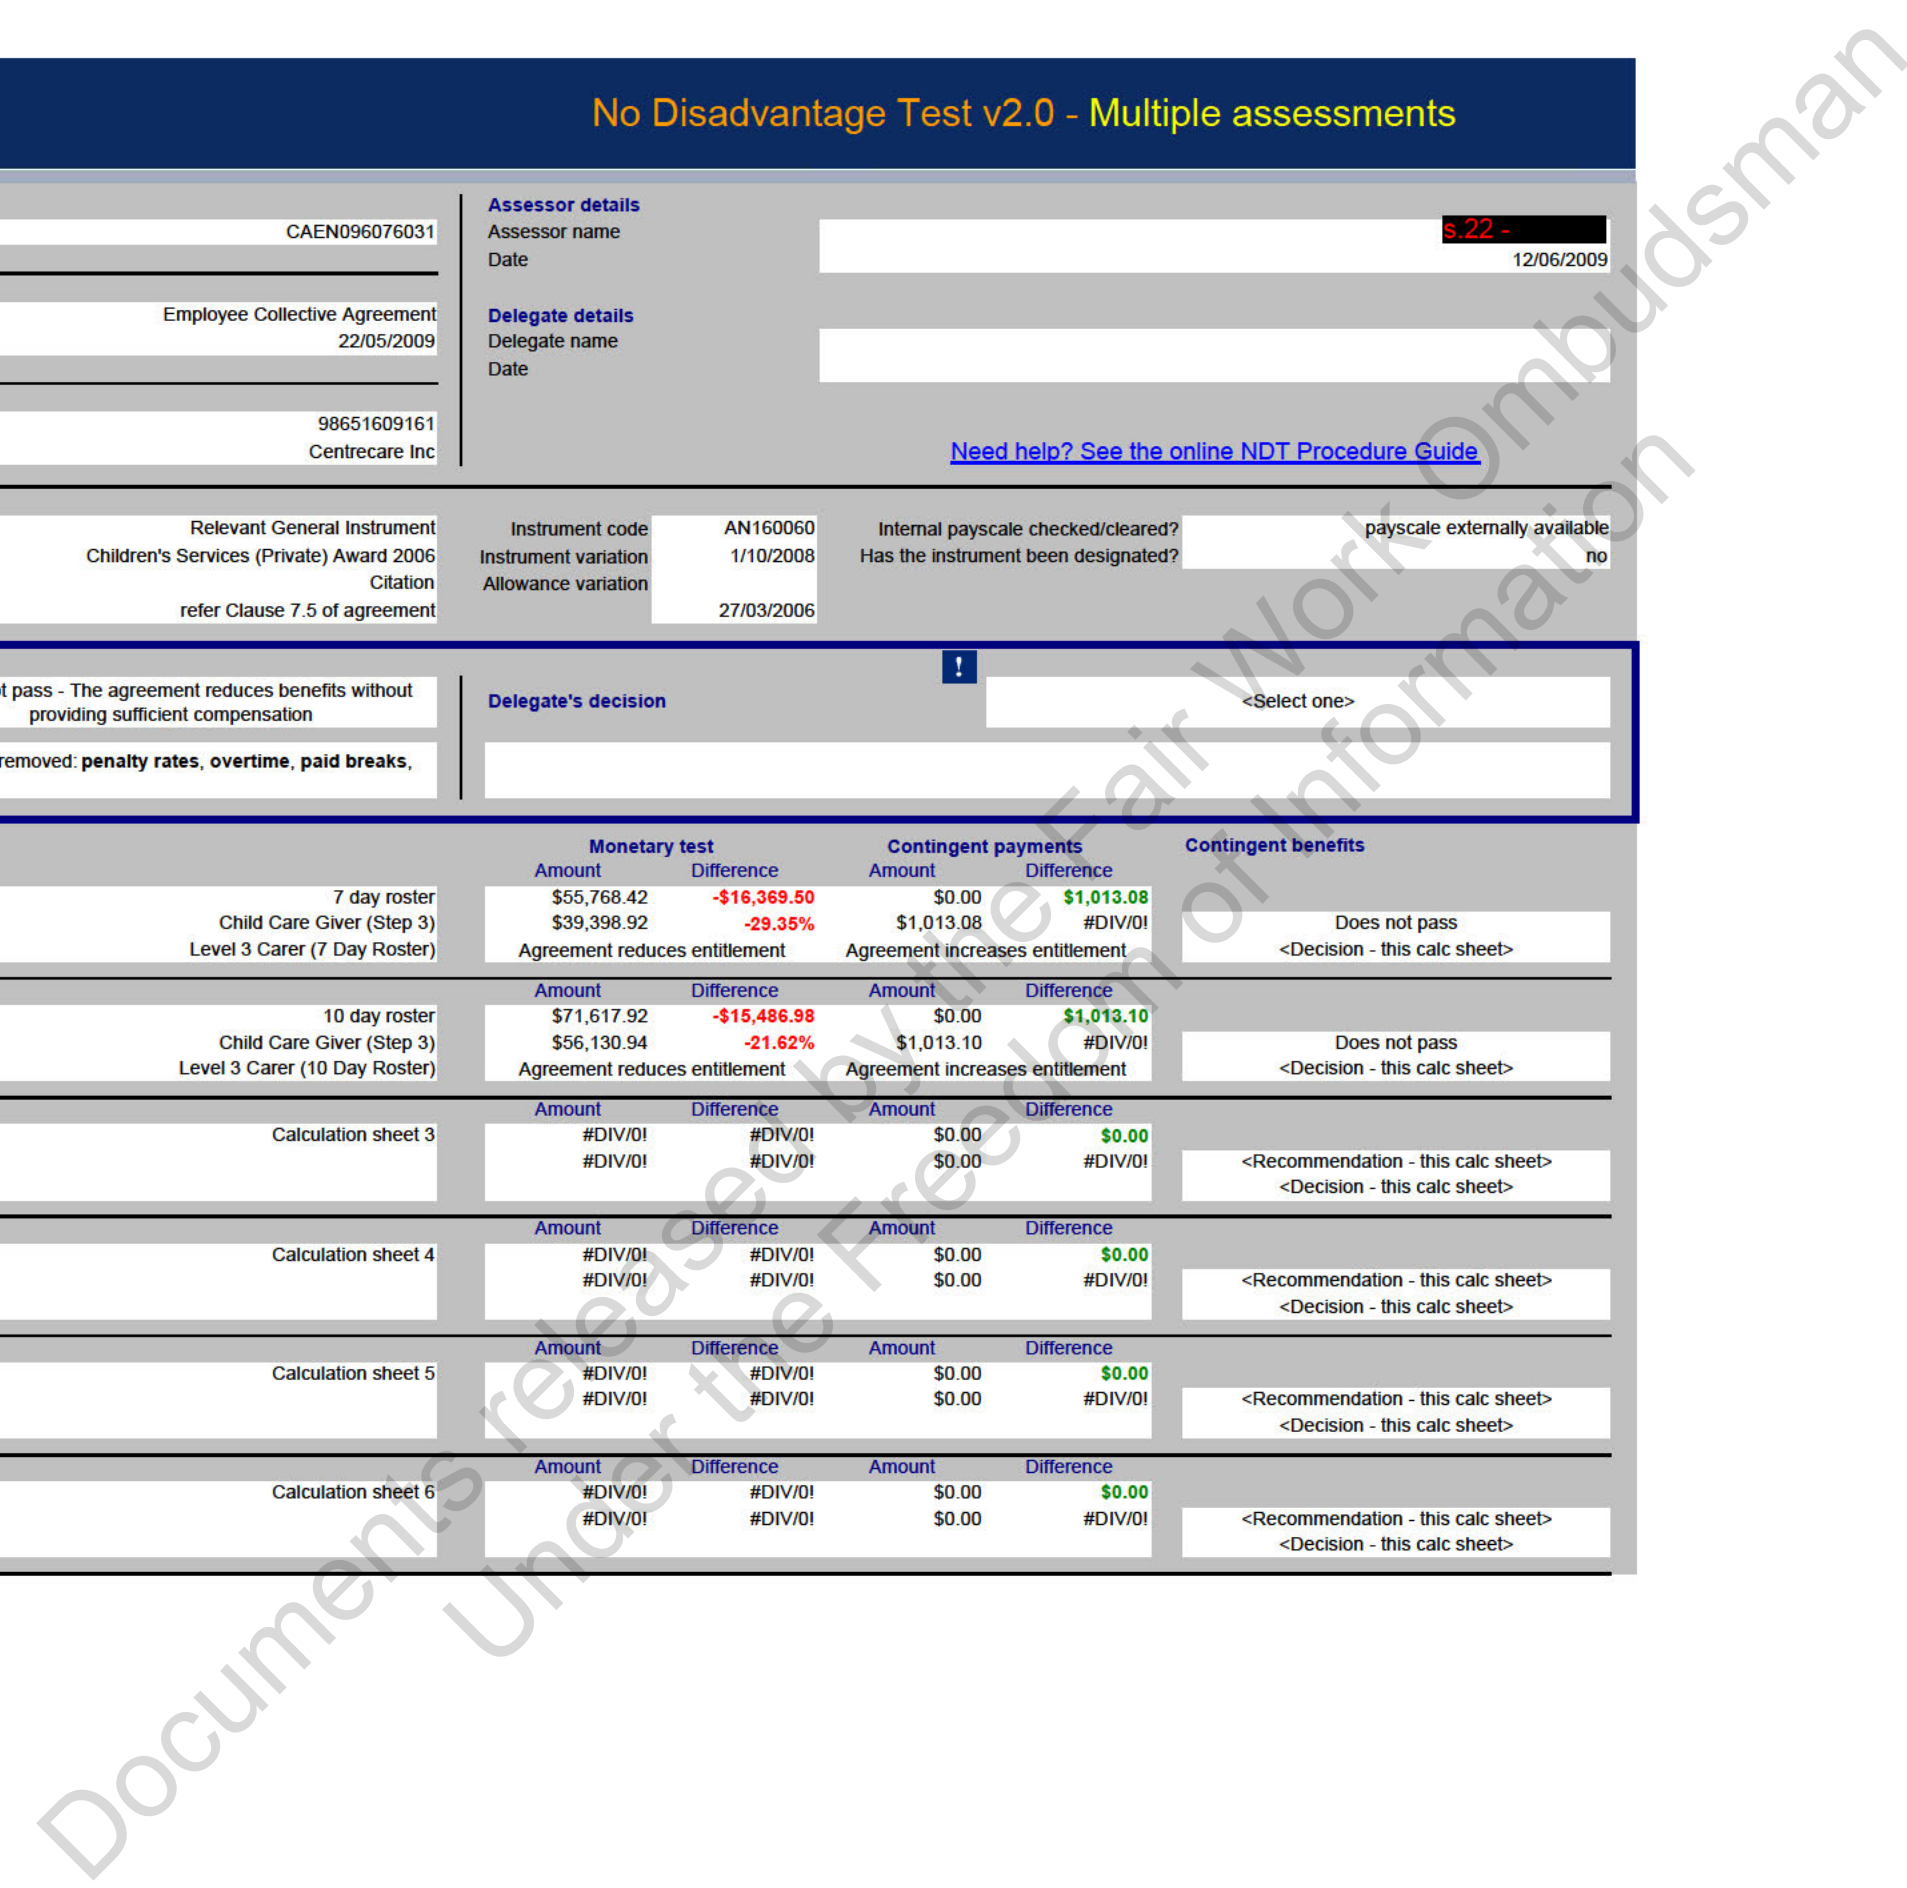 No Disadvantage Test v2.0 - Multiple assessments
Assessor details
CAEN096076031 Assessor name s.22 -
Date 12/06/2009
Employee Collective Agreement Delegate details
22/05/2009 Delegate name
Date
98651609161
Centrecare Inc Need help? See the online NDT Procedure Guide
Relevant General Instrument Instrument code AN160060 Internal payscale checked/cleared? payscale externally available
Children's Services (Private) Award 2006 Instrument variation 1/10/2008 Has the instrument been designated? no
Citation Allowance variation
refer Clause 7.5 of agreement 27/03/2006
!
t pass - The agreement reduces benefits without
providing sufficient compensation
Delegate's decision <Select one>
removed: penalty rates, overtime, paid breaks,
Monetary test Contingent payments Contingent benefits
Amount Difference Amount Difference
7 day roster $55,768.42 -$16,369.50 $0.00 $1,013.08
Child Care Giver (Step 3) $39,398.92 -29.35% $1,013.08 #DIV/0! Does not pass
Level 3 Carer (7 Day Roster) Agreement reduces entitlement Agreement increases entitlement <Decision - this calc sheet>
Amount Difference Amount Difference
10 day roster $71,617.92 -$15,486.98 $0.00 $1,013.10
Child Care Giver (Step 3) $56,130.94 -21.62% $1,013.10 #DIV/0! Does not pass
Level 3 Carer (10 Day Roster) Agreement reduces entitlement Agreement increases entitlement <Decision - this calc sheet>
Amount Difference Amount Difference
Calculation sheet 3 #DIV/0! #DIV/0! $0.00 $0.00
#DIV/0! #DIV/0! $0.00 #DIV/0! <Recommendation - this calc sheet>
<Decision - this calc sheet>
Amount Difference Amount Difference
Calculation sheet 4 #DIV/0! #DIV/0! $0.00 $0.00
#DIV/0! #DIV/0! $0.00 #DIV/0! <Recommendation - this calc sheet>
<Decision - this calc sheet>
Amount Difference Amount Difference
Calculation sheet 5 #DIV/0! #DIV/0! $0.00 $0.00
#DIV/0! #DIV/0! $0.00 #DIV/0! <Recommendation - this calc sheet>
<Decision - this calc sheet>
Amount Difference Amount Difference
Calculation sheet 6 #DIV/0! #DIV/0! $0.00 $0.00
#DIV/0! #DIV/0! $0.00 #DIV/0! <Recommendation - this calc sheet>
<Decision - this calc sheet>
Documents released by the Fair Work Ombudsman
Under the Freedom of Information